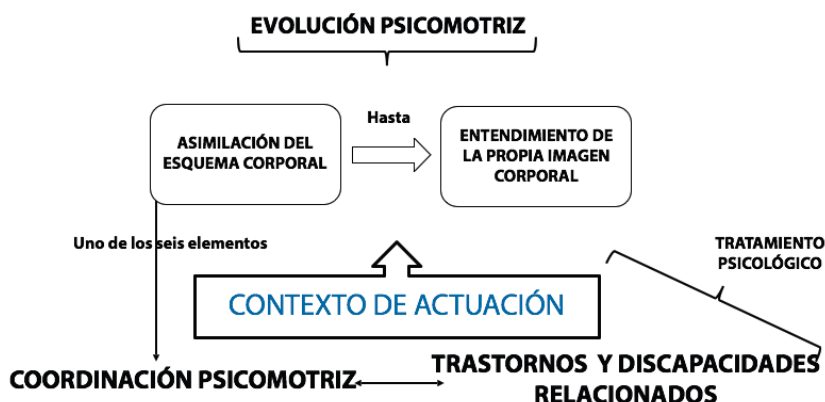 EVOLUCIÓN PSICOMOTRIZ
Hasta
ASIMILACIÓN DEL
ESQUEMA CORPORAL
ENTENDIMIENTO DE
LA PROPIA IMAGEN
CORPORAL
Uno de los seis elementos
TRATAMIENTO
PSICOLÓGICO
CONTEXTO DE ACTUACIÓN
COORDINACIÓN PSICOMOTRIZ
TRASTORNOS Y DISCAPACIDADES
RELACIONADOS